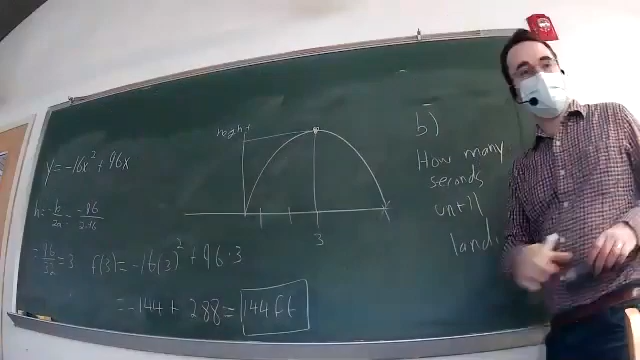 y = -16x² + 96x
h = -b/2a = -96/2·-16
= 96/32 = 3
f(3) = -16(3)² + 96·3
= -144 + 288 = 144 ft
height
3
b)
How many
seconds
until